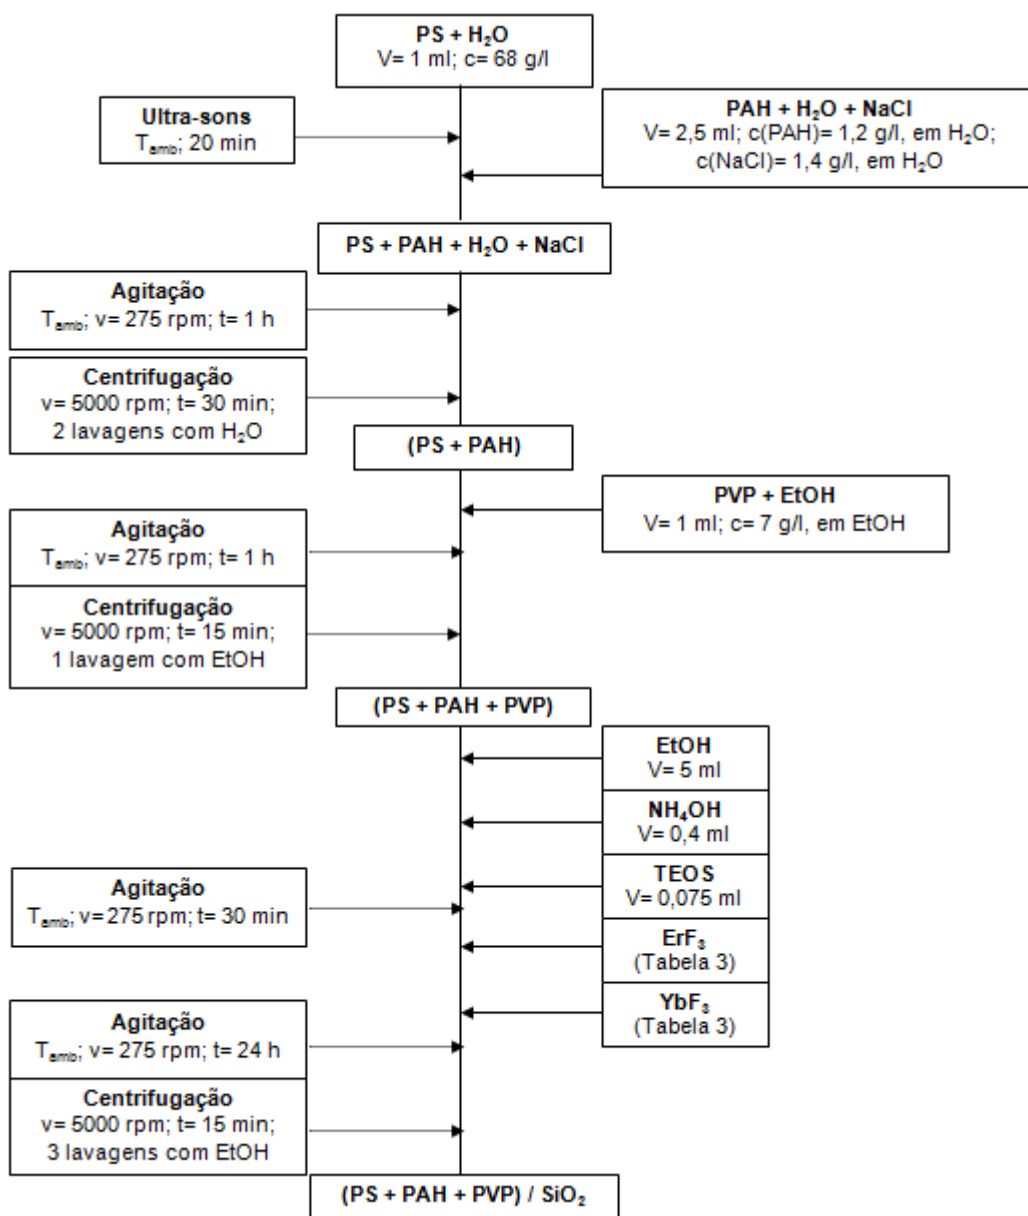 PS + H₂O
V= 1 ml; c= 68 g/l
Ultra-sons
Tₐₘb; 20 min
PAH + H₂O + NaCl
V= 2,5 ml; c(PAH)= 1,2 g/l, em H₂O;
c(NaCl)= 1,4 g/l, em H₂O
PS + PAH + H₂O + NaCl
Agitação
Tₐₘb; v= 275 rpm; t= 1 h
Centrifugação
v= 5000 rpm; t= 30 min;
2 lavagens com H₂O
(PS + PAH)
PVP + EtOH
V= 1 ml; c= 7 g/l, em EtOH
Agitação
Tₐₘb; v= 275 rpm; t= 1 h
Centrifugação
v= 5000 rpm; t= 15 min;
1 lavagem com EtOH
(PS + PAH + PVP)
EtOH
V= 5 ml
NH₄OH
V= 0,4 ml
TEOS
V= 0,075 ml
Agitação
Tₐₘb; v= 275 rpm; t= 30 min
ErF₃
(Tabela 3)
YbF₃
(Tabela 3)
Agitação
Tₐₘb; v= 275 rpm; t= 24 h
Centrifugação
v= 5000 rpm; t= 15 min;
3 lavagens com EtOH
(PS + PAH + PVP) / SiO₂